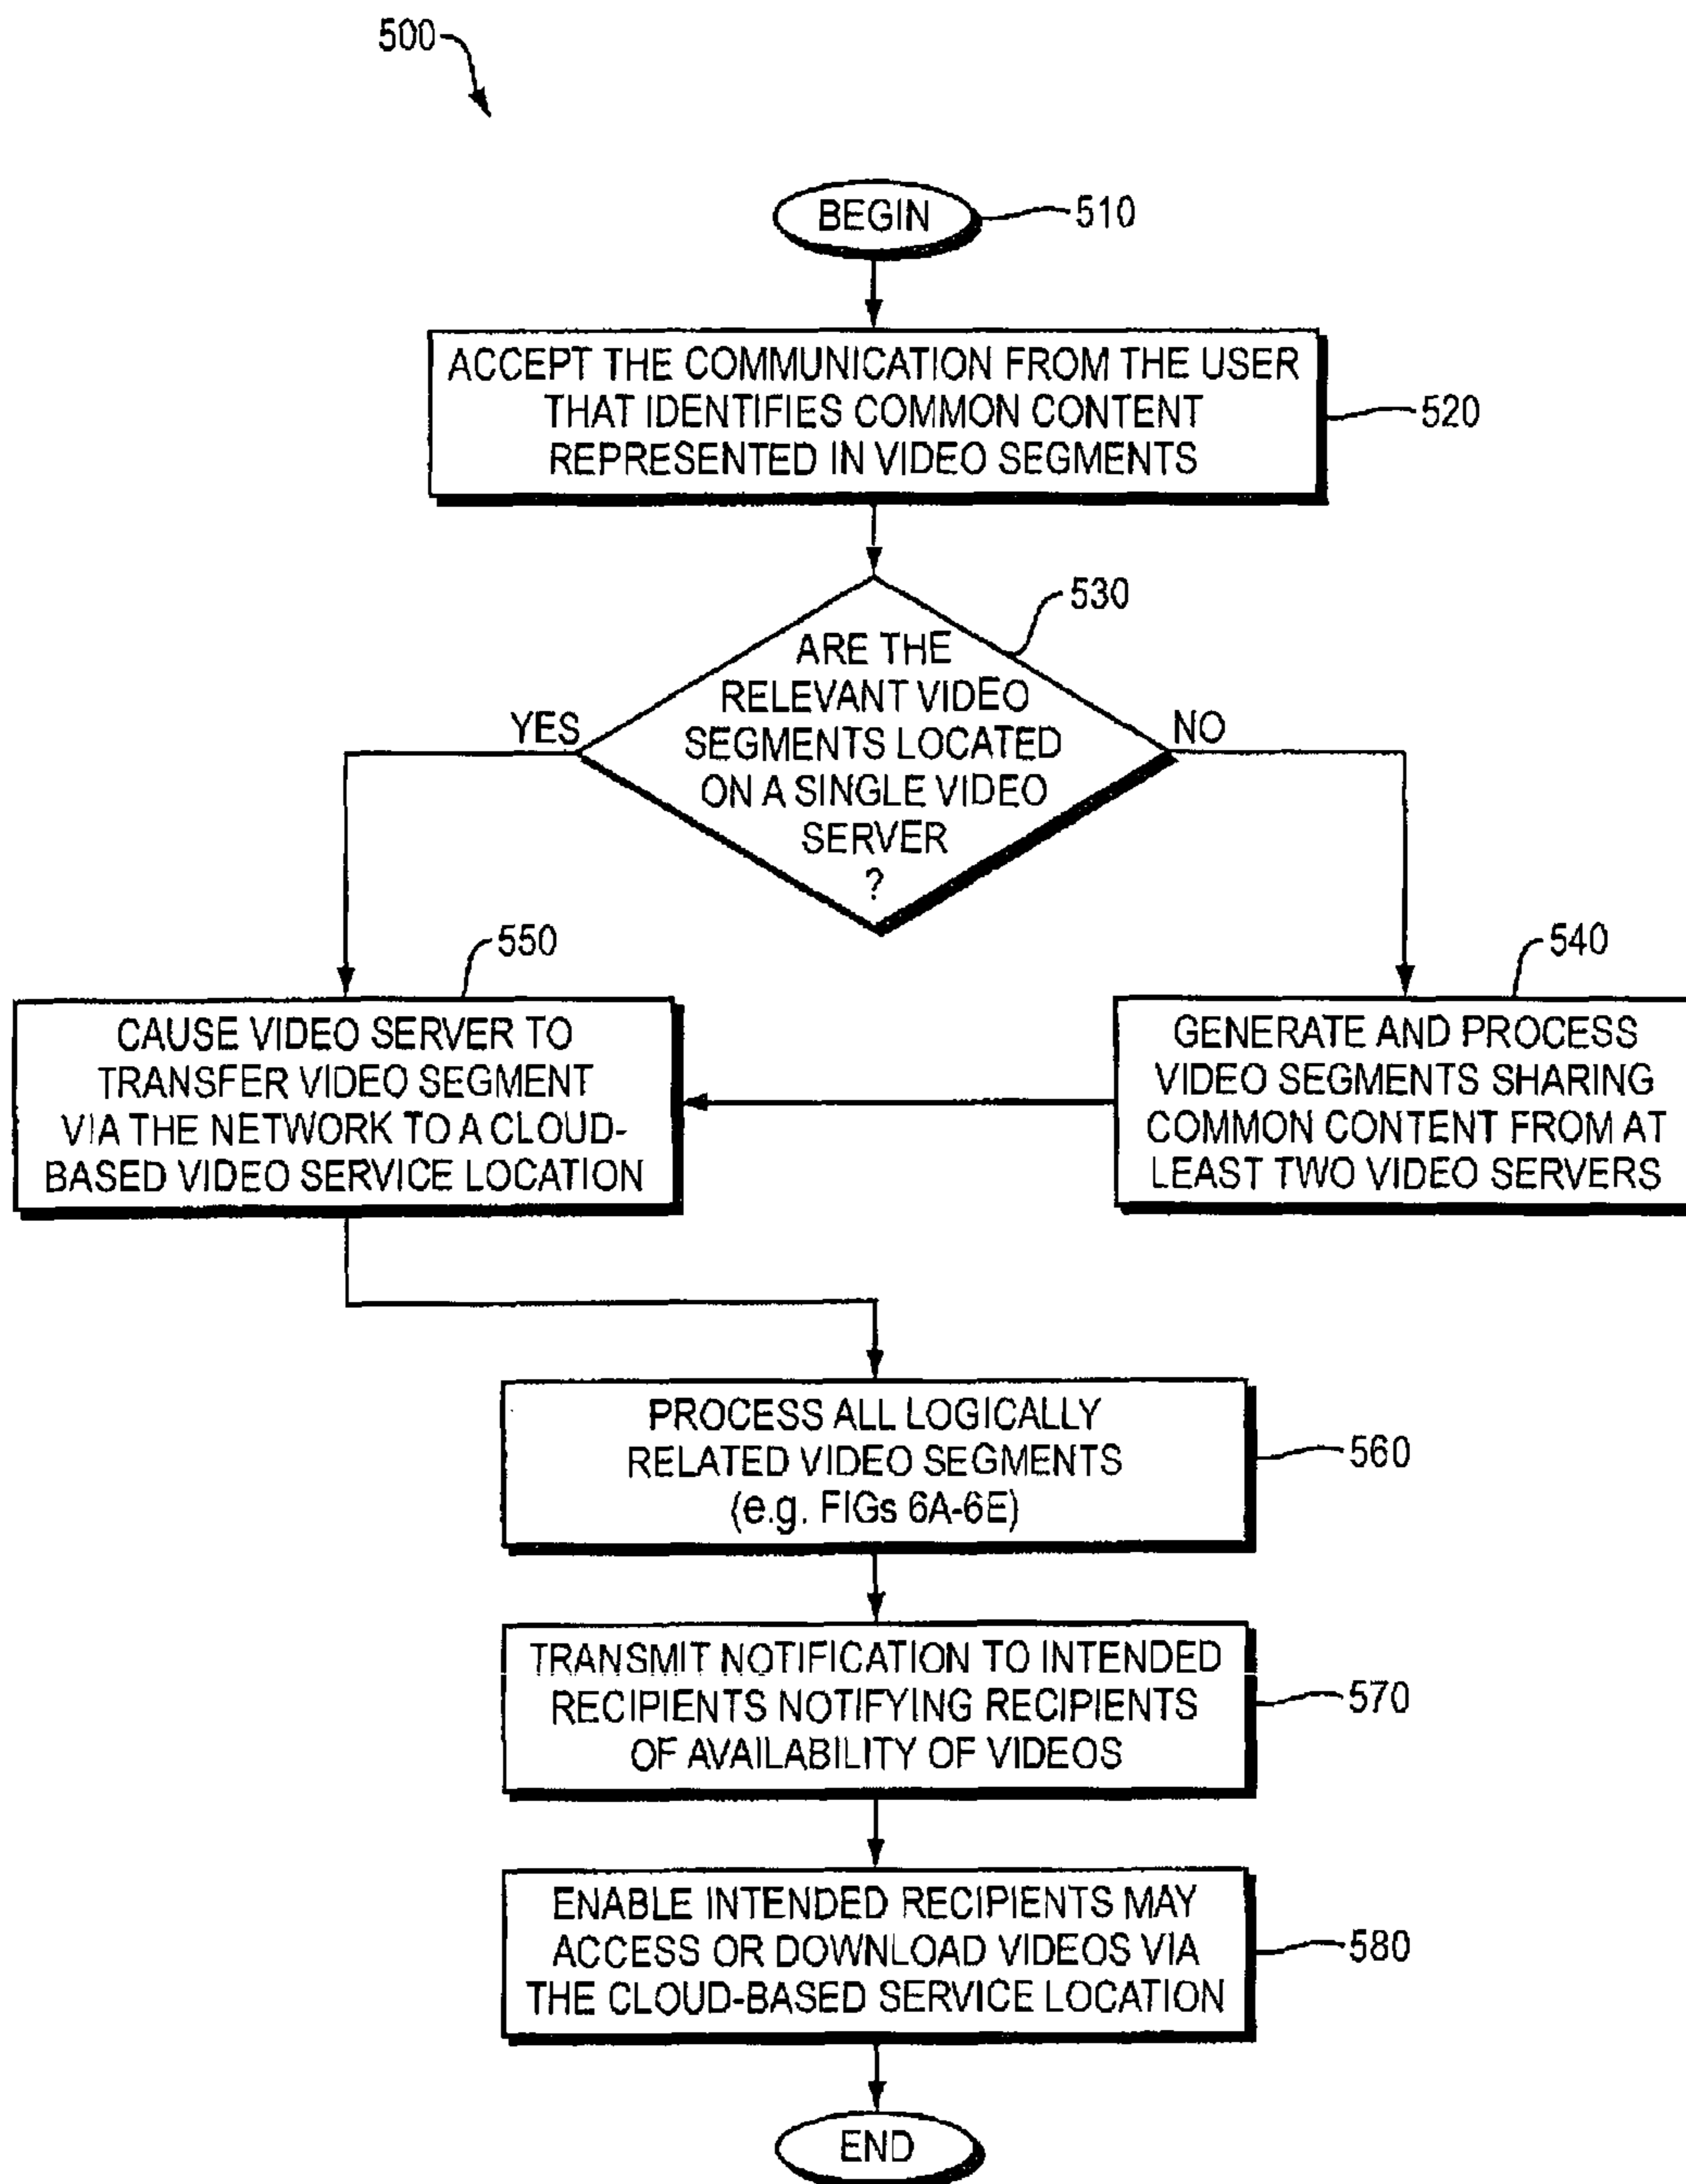 500
BEGIN
510
ACCEPT THE COMMUNICATION FROM THE USER
THAT IDENTIFIES COMMON CONTENT
REPRESENTED IN VIDEO SEGMENTS
520
530
ARE THE
RELEVANT VIDEO
SEGMENTS LOCATED
ON A SINGLE VIDEO
SERVER
?
YES
NO
550
CAUSE VIDEO SERVER TO
TRANSFER VIDEO SEGMENT
VIA THE NETWORK TO A CLOUD-
BASED VIDEO SERVICE LOCATION
540
GENERATE AND PROCESS
VIDEO SEGMENTS SHARING
COMMON CONTENT FROM AT
LEAST TWO VIDEO SERVERS
PROCESS ALL LOGICALLY
RELATED VIDEO SEGMENTS
(e.g. FIGs 6A-6E)
560
TRANSMIT NOTIFICATION TO INTENDED
RECIPIENTS NOTIFYING RECIPIENTS
OF AVAILABILITY OF VIDEOS
570
ENABLE INTENDED RECIPIENTS MAY
ACCESS OR DOWNLOAD VIDEOS VIA
THE CLOUD-BASED SERVICE LOCATION
580
END